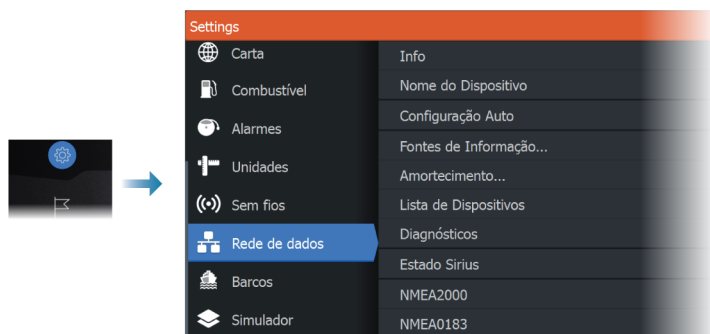 Settings
Carta
Combustível
Alarmes
Unidades
Sem fios
Rede de dados
Barcos
Simulador
Info
Nome do Dispositivo
Configuração Auto
Fontes de Informação...
Amortecimento...
Lista de Dispositivos
Diagnósticos
Estado Sirius
NMEA2000
NMEA0183